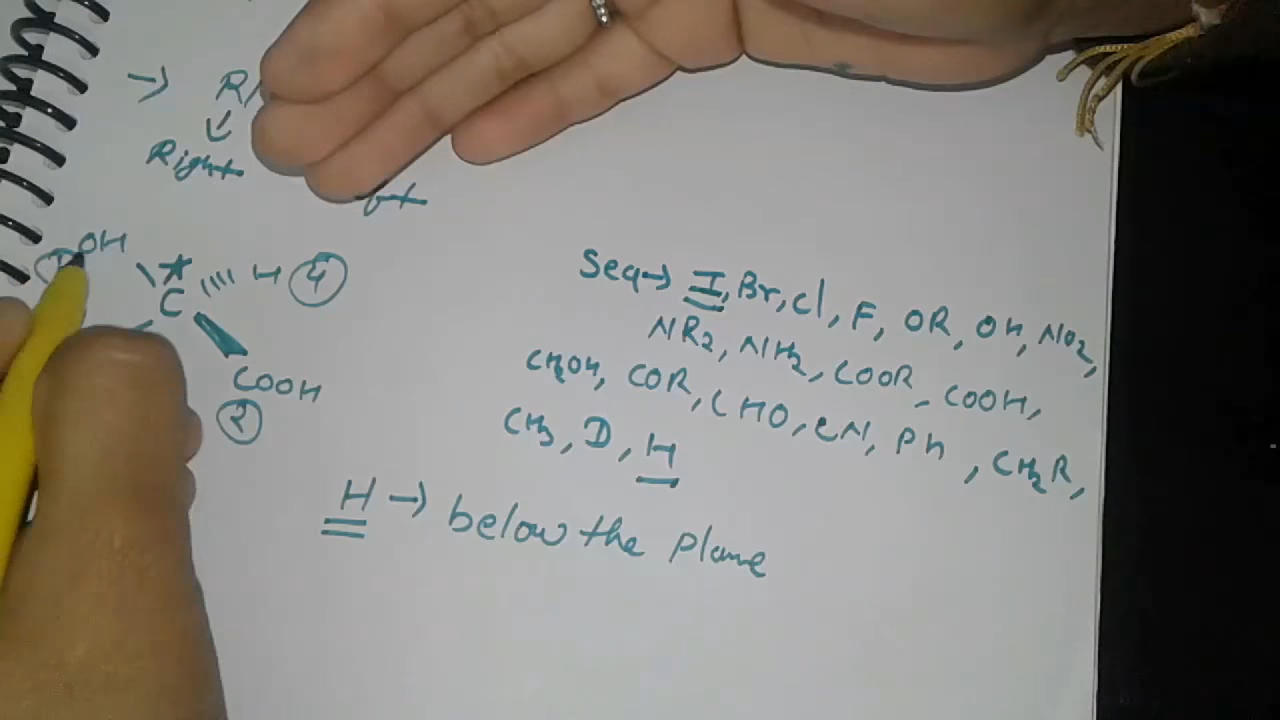 → R/
↓
Right
OH
* H 4
C
COOH
2
Seq→ I, Br, Cl, F, OR, OH, NO2,
NR2, NH2, COOR, COOH,
CH2OH, COR, CHO, CN, Ph, CH2R,
CH3, D, H
H → below the plane